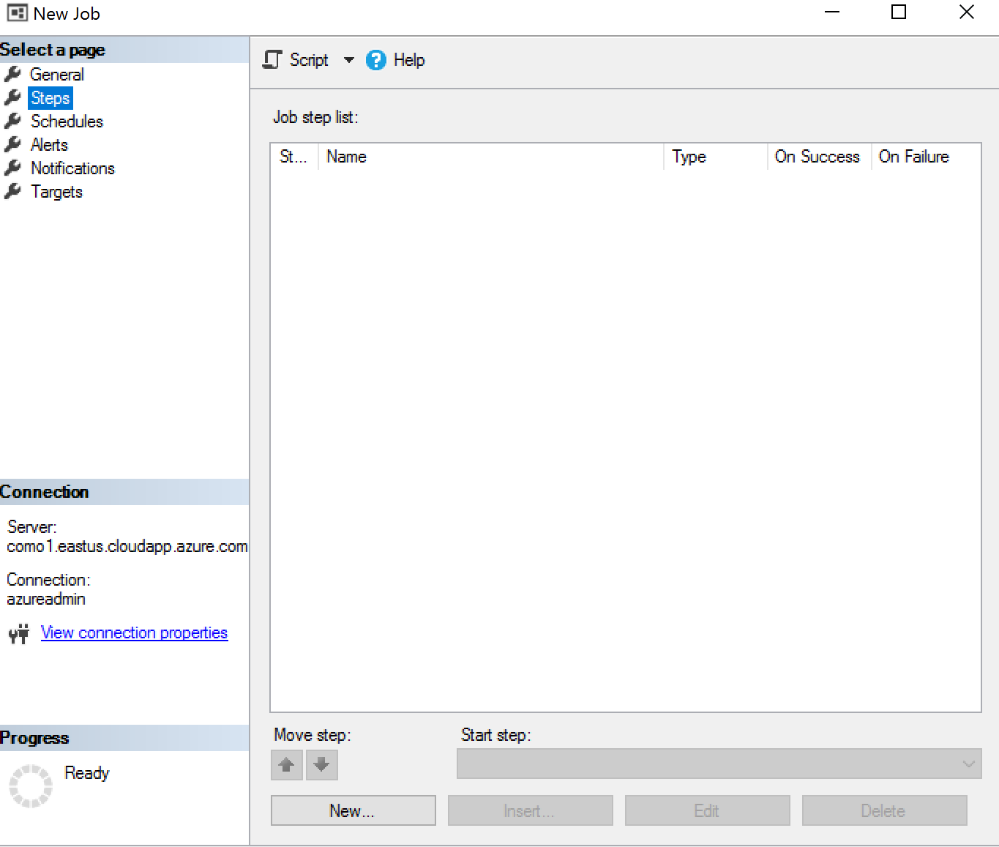 New Job
Select a page
General
Steps
Schedules
Alerts
Notifications
Targets
Script
Help
Job step list:
St... Name Type On Success On Failure
Connection
Server:
como1.eastus.cloudapp.azure.com
Connection:
azureadmin
View connection properties
Progress
Ready
Move step: Start step:
New... Insert... Edit Delete